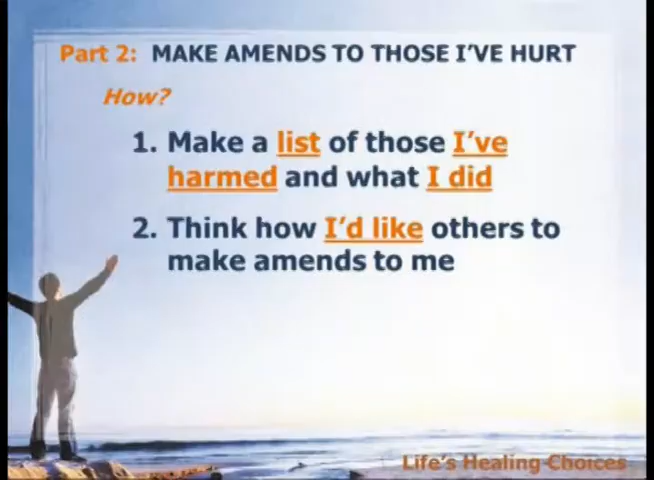 Part 2: MAKE AMENDS TO THOSE I'VE HURT
How?
1. Make a list of those I've
harmed and what I did
2. Think how I'd like others to
make amends to me
Life's Healing Choices